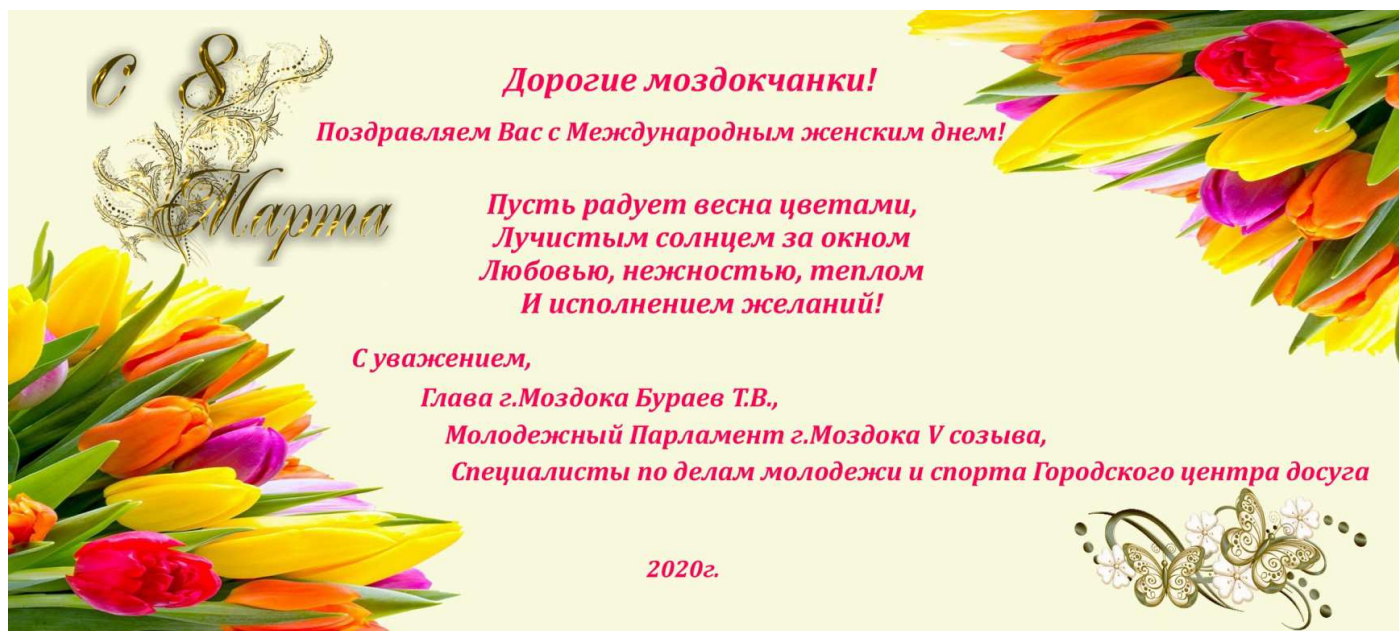 С 8
Марта
Дорогие моздокчанки!
Поздравляем Вас с Международным женским днем!
Пусть радует весна цветами,
Лучистым солнцем за окном
Любовью, нежностью, теплом
И исполнением желаний!
С уважением,
Глава г.Моздока Бураев Т.В.,
Молодежный Парламент г.Моздока V созыва,
Специалисты по делам молодежи и спорта Городского центра досуга
2020г.